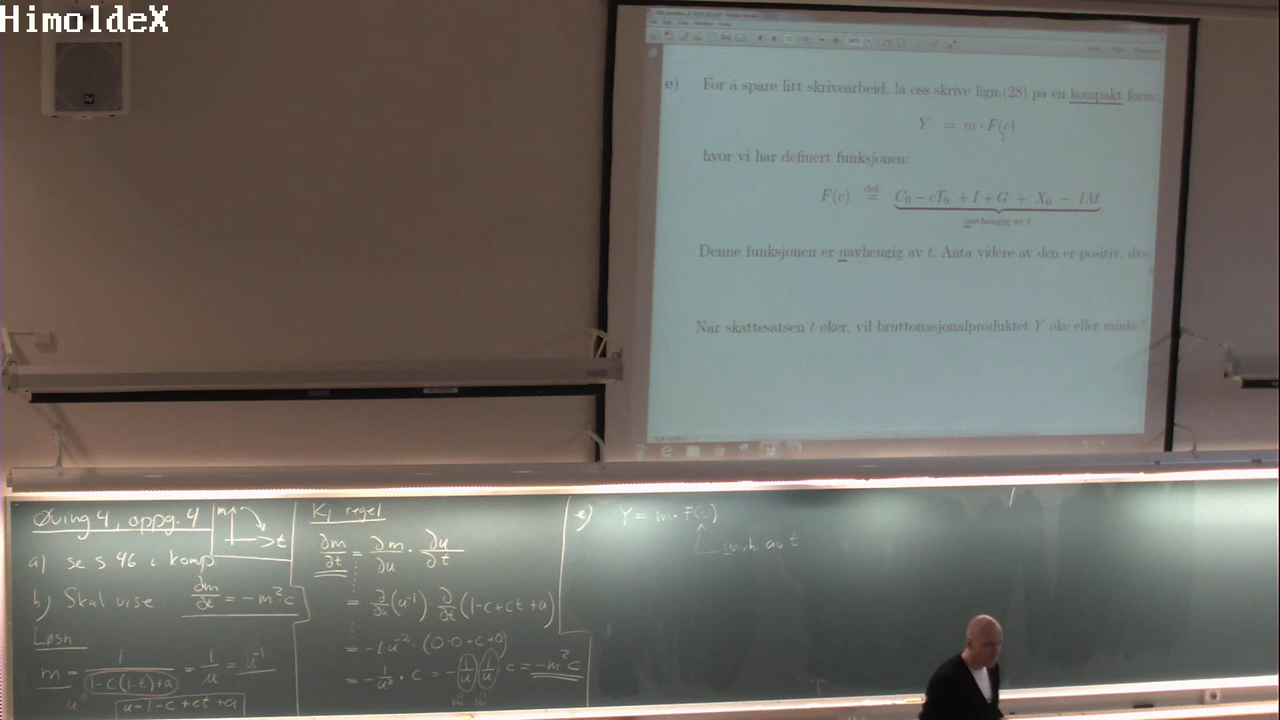 HimoldeX
e) For å spare litt skrivearbeid, la oss skrive lign.(28) på en kompakt form:
Y = m · F(c)
hvor vi har definert funksjonen:
F(c) def = C₀ − cT₀ + I + G + X₀ − IM
uavhengig av t
Denne funksjonen er uavhengig av t. Anta videre av den er positiv, dvs.
Når skattesatsen t øker, vil bruttonasjonalproduktet Y øke eller minke?
Øving 4, oppg. 4
m
t
a) se s 46 i komp
b) Skal vise ∂m/∂t = −m²·c
Løsn
m = 1/(1−c(1−t)+a) = 1/u = u⁻¹
u = 1−c+ct+a
Kj regel
∂m/∂t = ∂m/∂u · ∂u/∂t
= ∂/∂u (u⁻¹) ∂/∂t (1−c+ct+a)
= −1u⁻² · (0−0+c+0)
= −1/u² · c = −(1/u)(1/u) c = −m²c
m m
e) Y = m · F(c)
uavh av t